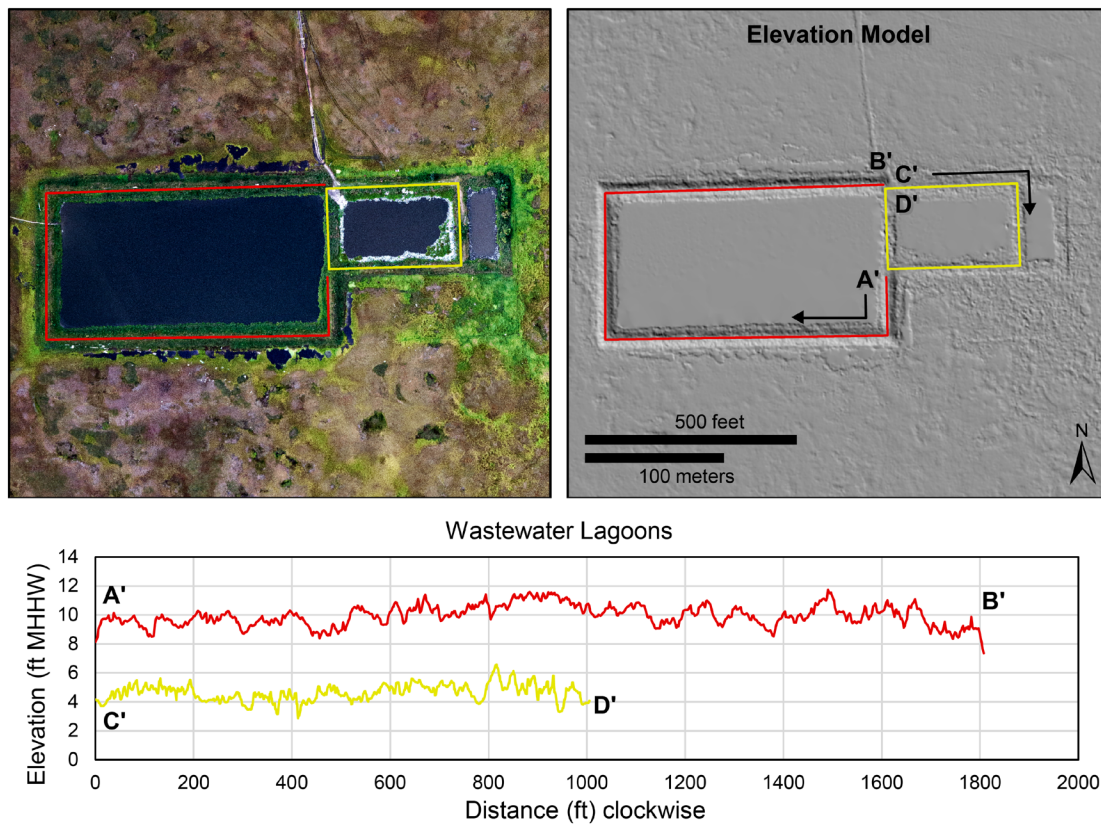 Elevation Model
B'
C'
D'
A'
500 feet
100 meters
N
Wastewater Lagoons
Elevation (ft MHHW)
14
12
10
8
6
4
2
0
A'
B'
C'
D'
0 200 400 600 800 1000 1200 1400 1600 1800 2000
Distance (ft) clockwise